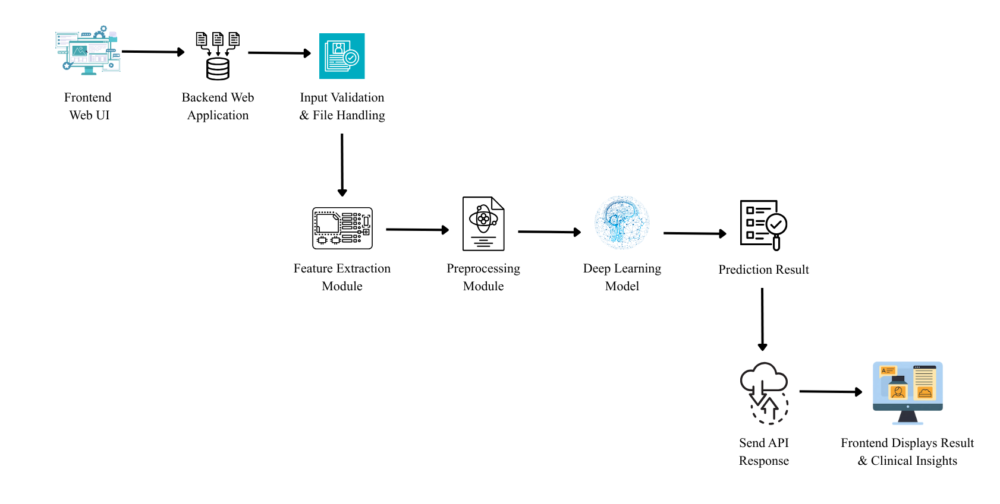 Frontend
Web UI
Backend Web
Application
Input Validation
& File Handling
Feature Extraction
Module
Preprocessing
Module
Deep Learning
Model
Prediction Result
Send API
Response
A
Frontend Displays Result
& Clinical Insights